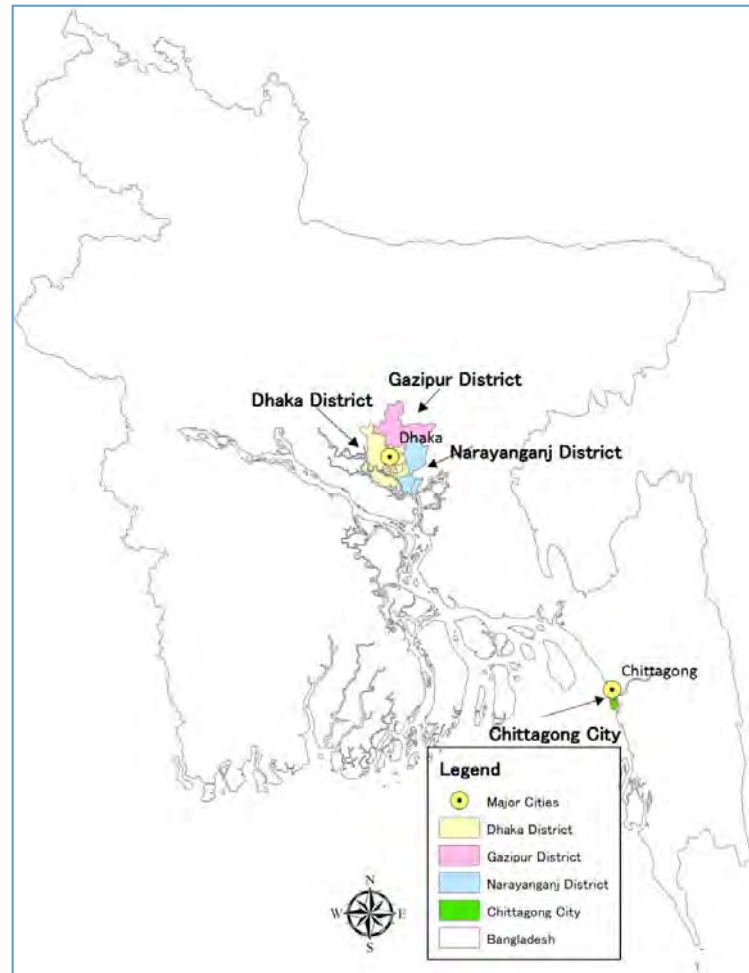 Gazipur District
Dhaka District
Dhaka
Narayanganj District
Chittagong
Chittagong City
Legend
Major Cities
Dhaka District
Gazipur District
Narayanganj District
Chittagong City
Bangladesh
N
W E
S